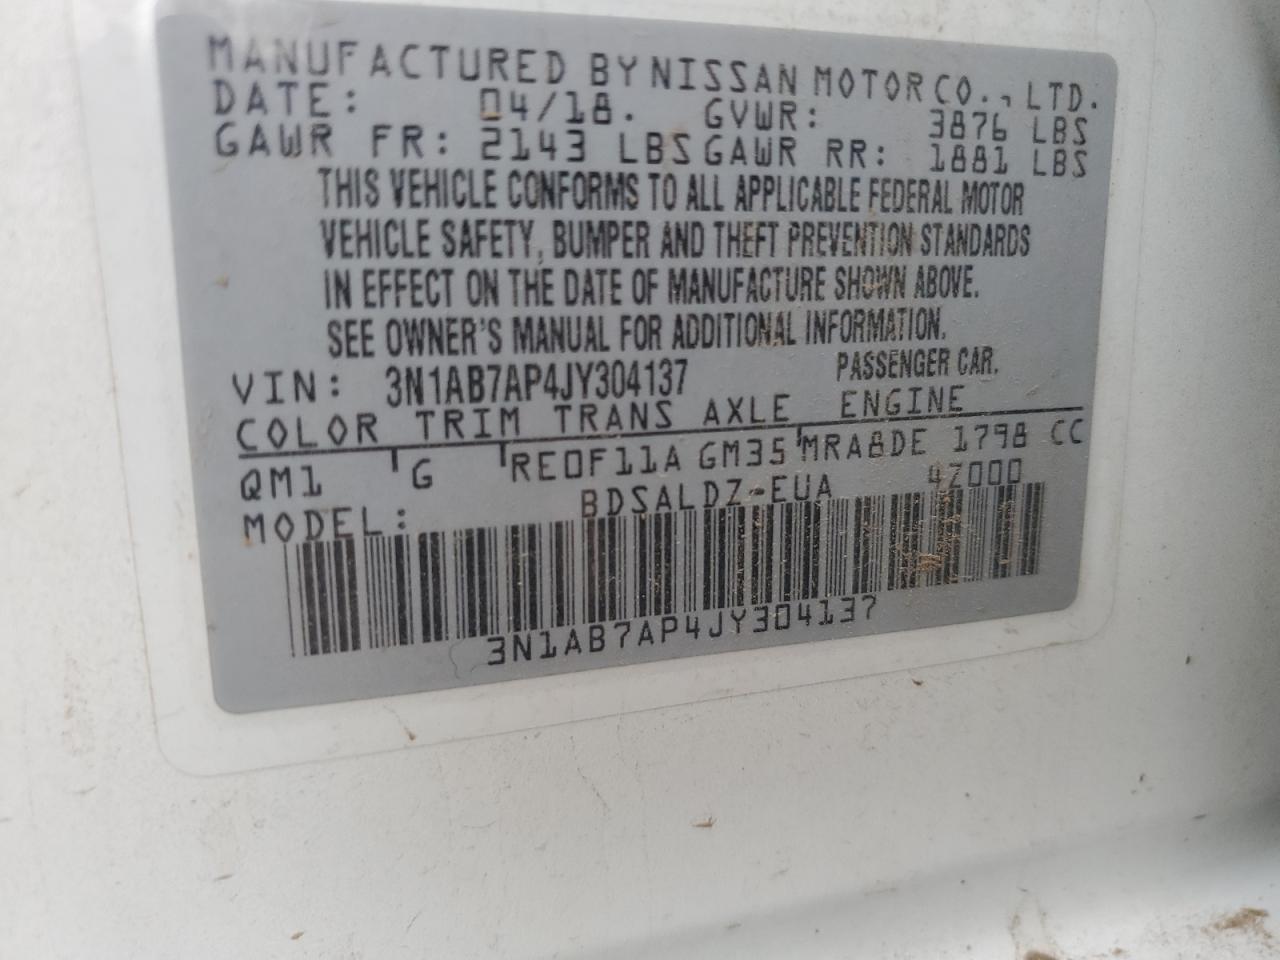 MANUFACTURED BY NISSAN MOTOR CO., LTD.
DATE: 04/18. GVWR: 3876 LBS
GAWR FR: 2143 LBS GAWR RR: 1881 LBS
THIS VEHICLE CONFORMS TO ALL APPLICABLE FEDERAL MOTOR
VEHICLE SAFETY, BUMPER AND THEFT PREVENTION STANDARDS
IN EFFECT ON THE DATE OF MANUFACTURE SHOWN ABOVE.
SEE OWNER'S MANUAL FOR ADDITIONAL INFORMATION.
VIN: 3N1AB7AP4JY304137 PASSENGER CAR.
COLOR TRIM TRANS AXLE ENGINE
QM1 G RE0F11A GM35 MRA8DE 1798 CC
MODEL: BDSALDZ-EUA 4Z000
3N1AB7AP4JY304137